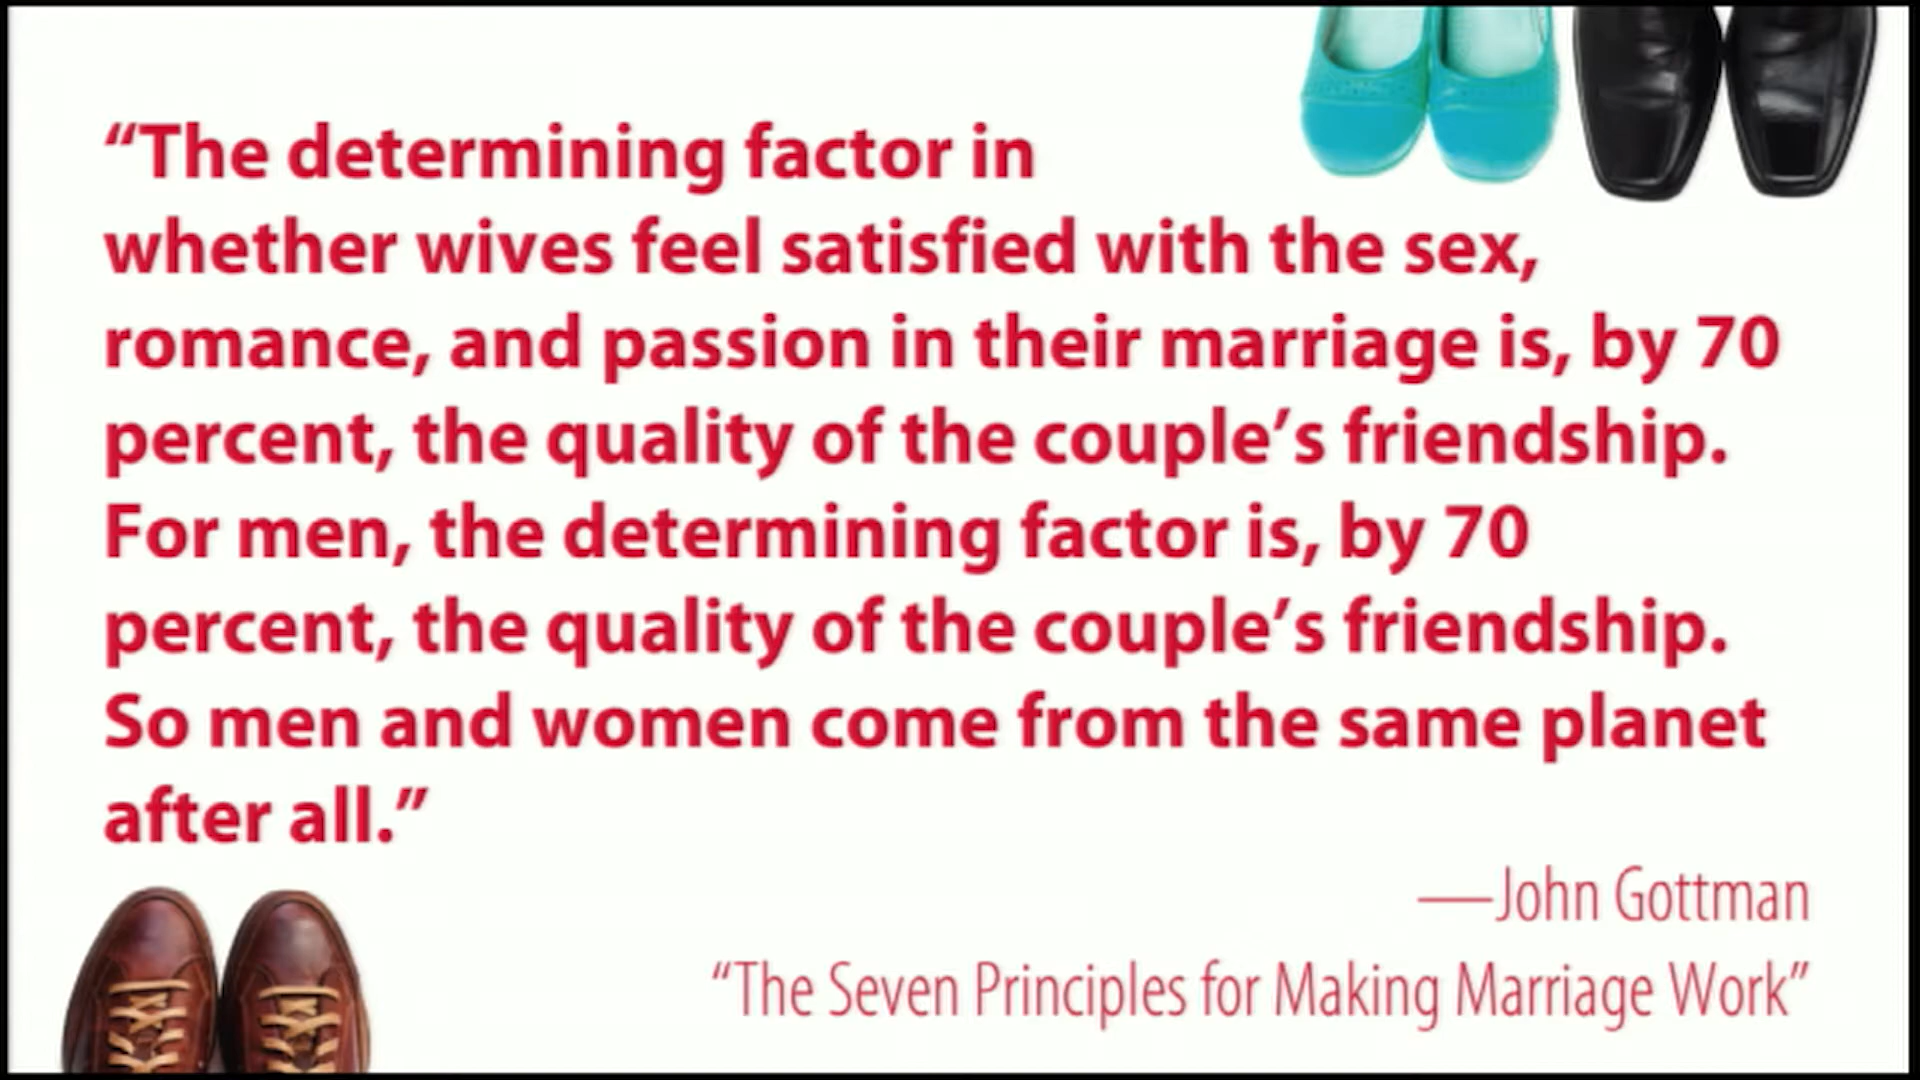 “The determining factor in
whether wives feel satisfied with the sex,
romance, and passion in their marriage is, by 70
percent, the quality of the couple’s friendship.
For men, the determining factor is, by 70
percent, the quality of the couple’s friendship.
So men and women come from the same planet
after all.”
—John Gottman
“The Seven Principles for Making Marriage Work”